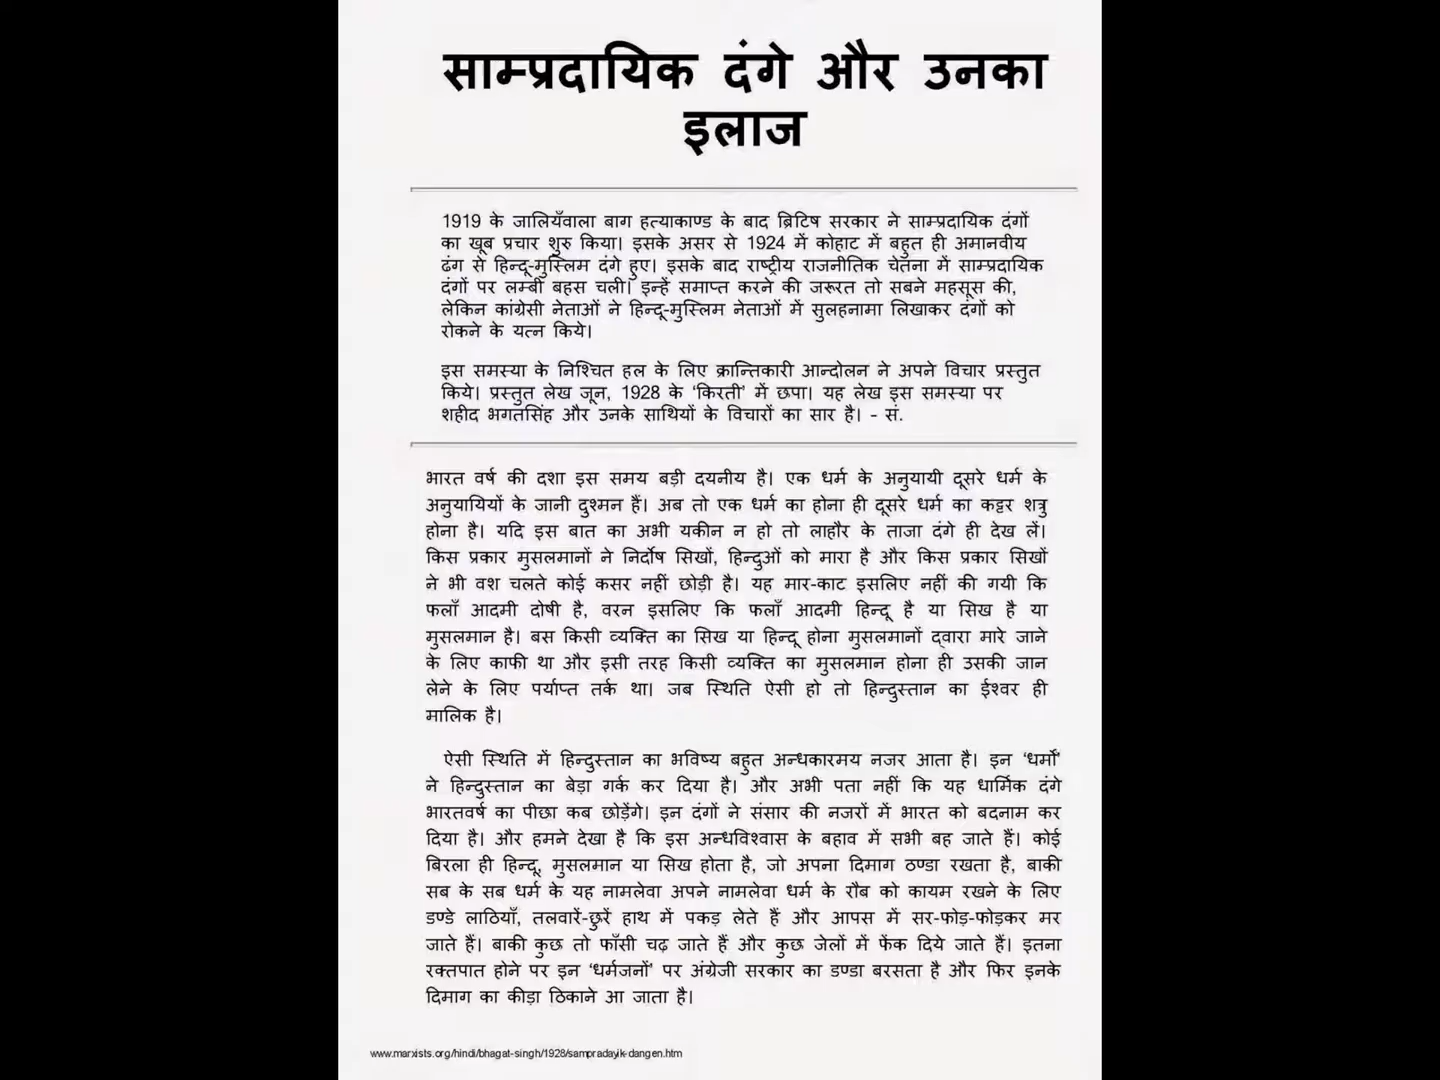 साम्प्रदायिक दंगे और उनका
इलाज
1919 के जालियँवाला बाग हत्याकाण्ड के बाद ब्रिटिष सरकार ने साम्प्रदायिक दंगों
का खूब प्रचार शुरु किया। इसके असर से 1924 में कोहाट में बहुत ही अमानवीय
ढंग से हिन्दू-मुस्लिम दंगे हुए। इसके बाद राष्ट्रीय राजनीतिक चेतना में साम्प्रदायिक
दंगों पर लम्बी बहस चली। इन्हें समाप्त करने की जरूरत तो सबने महसूस की,
लेकिन कांग्रेसी नेताओं ने हिन्दू-मुस्लिम नेताओं में सुलहनामा लिखाकर दंगों को
रोकने के यत्न किये।
इस समस्या के निश्चित हल के लिए क्रान्तिकारी आन्दोलन ने अपने विचार प्रस्तुत
किये। प्रस्तुत लेख जून, 1928 के ‘किरती’ में छपा। यह लेख इस समस्या पर
शहीद भगतसिंह और उनके साथियों के विचारों का सार है। – सं.
भारत वर्ष की दशा इस समय बड़ी दयनीय है। एक धर्म के अनुयायी दूसरे धर्म के
अनुयायियों के जानी दुश्मन हैं। अब तो एक धर्म का होना ही दूसरे धर्म का कट्टर शत्रु
होना है। यदि इस बात का अभी यकीन न हो तो लाहौर के ताजा दंगे ही देख लें।
किस प्रकार मुसलमानों ने निर्दोष सिखों, हिन्दुओं को मारा है और किस प्रकार सिखों
ने भी वश चलते कोई कसर नहीं छोड़ी है। यह मार-काट इसलिए नहीं की गयी कि
फलाँ आदमी दोषी है, वरन इसलिए कि फलाँ आदमी हिन्दू है या सिख है या
मुसलमान है। बस किसी व्यक्ति का सिख या हिन्दू होना मुसलमानों द्वारा मारे जाने
के लिए काफी था और इसी तरह किसी व्यक्ति का मुसलमान होना ही उसकी जान
लेने के लिए पर्याप्त तर्क था। जब स्थिति ऐसी हो तो हिन्दुस्तान का ईश्वर ही
मालिक है।
ऐसी स्थिति में हिन्दुस्तान का भविष्य बहुत अन्धकारमय नजर आता है। इन ‘धर्मों’
ने हिन्दुस्तान का बेड़ा गर्क कर दिया है। और अभी पता नहीं कि यह धार्मिक दंगे
भारतवर्ष का पीछा कब छोड़ेंगे। इन दंगों ने संसार की नजरों में भारत को बदनाम कर
दिया है। और हमने देखा है कि इस अन्धविश्वास के बहाव में सभी बह जाते हैं। कोई
बिरला ही हिन्दू, मुसलमान या सिख होता है, जो अपना दिमाग ठण्डा रखता है, बाकी
सब के सब धर्म के यह नामलेवा अपने नामलेवा धर्म के रौब को कायम रखने के लिए
डण्डे लाठियाँ, तलवारें-छुरें हाथ में पकड़ लेते हैं और आपस में सर-फोड़-फोड़कर मर
जाते हैं। बाकी कुछ तो फाँसी चढ़ जाते हैं और कुछ जेलों में फेंक दिये जाते हैं। इतना
रक्तपात होने पर इन ‘धर्मजनों’ पर अंग्रेजी सरकार का डण्डा बरसता है और फिर इनके
दिमाग का कीड़ा ठिकाने आ जाता है।
www.marxists.org/hindi/bhagat-singh/1928/sampradayik-dangen.htm